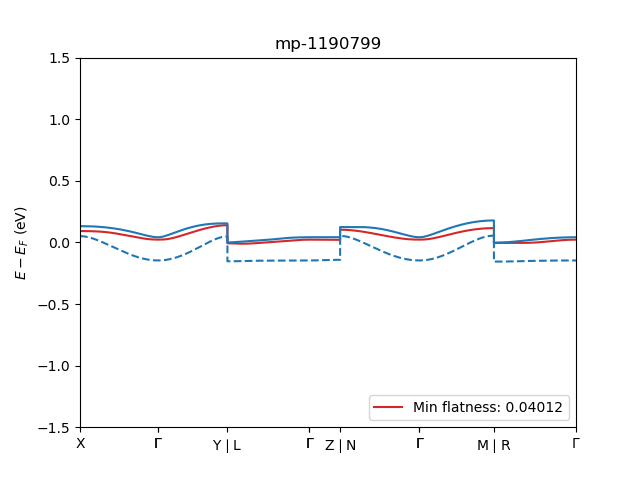 mp-1190799
1.5
1.0
0.5
0.0
−0.5
−1.0
−1.5
E − E_F (eV)
Min flatness: 0.04012
X Γ Y | L Γ Z | N Γ M | R Γ